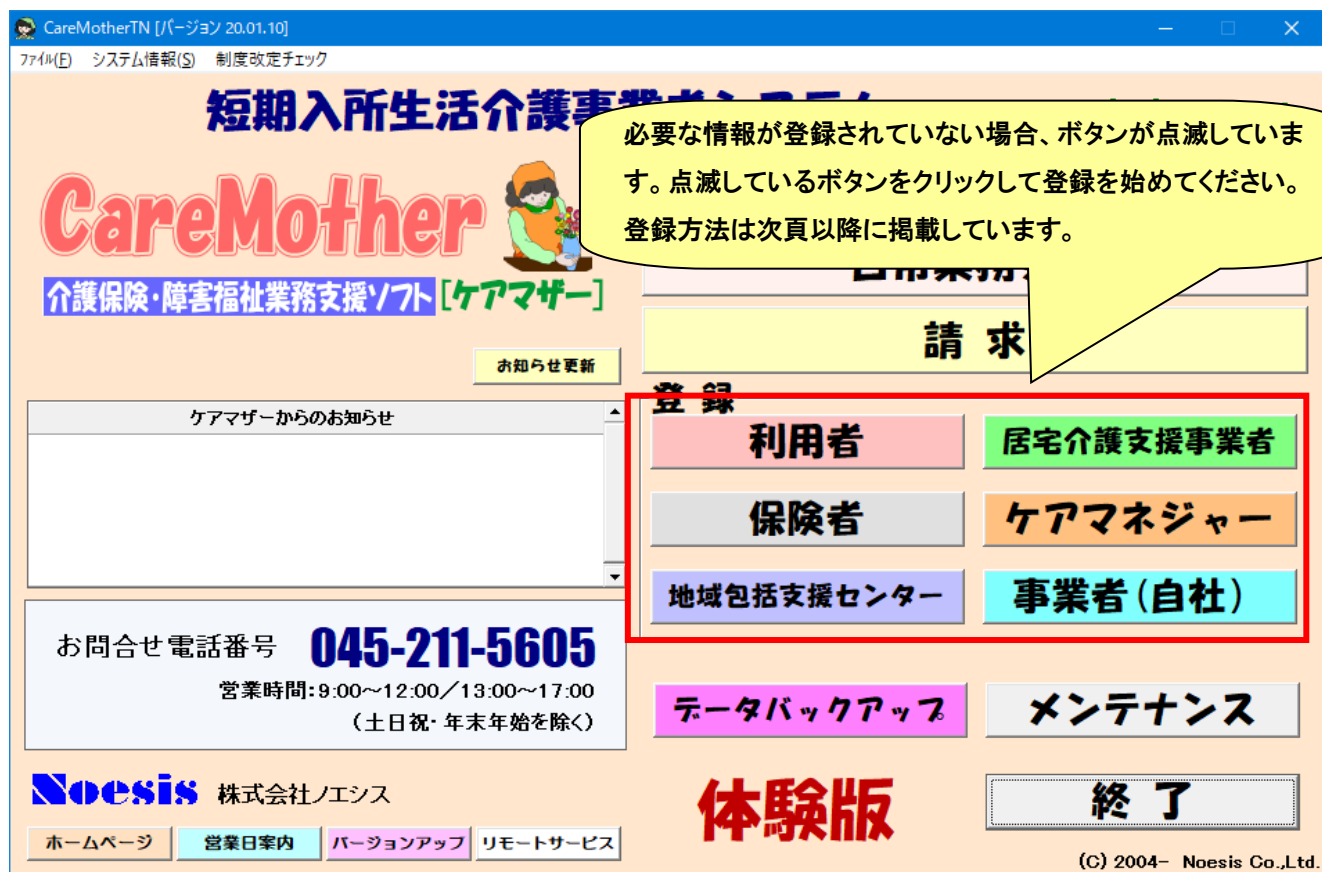 CareMotherTN [バージョン 20.01.10]
ファイル(F) システム情報(S) 制度改定チェック
短期入所生活介護事業者システム
必要な情報が登録されていない場合、ボタンが点滅していま
す。点滅しているボタンをクリックして登録を始めてください。
登録方法は次頁以降に掲載しています。
CareMother
介護保険・障害福祉業務支援ソフト[ケアマザー]
日常業務
請 求
お知らせ更新
登 録
ケアマザーからのお知らせ
利用者
居宅介護支援事業者
保険者
ケアマネジャー
地域包括支援センター
事業者(自社)
お問合せ電話番号 045-211-5605
営業時間:9:00～12:00/13:00～17:00
(土日祝・年末年始を除く)
データバックアップ
メンテナンス
Noesis 株式会社ノエシス
体験版
終 了
ホームページ
営業日案内
バージョンアップ
リモートサービス
(C) 2004- Noesis Co.,Ltd.